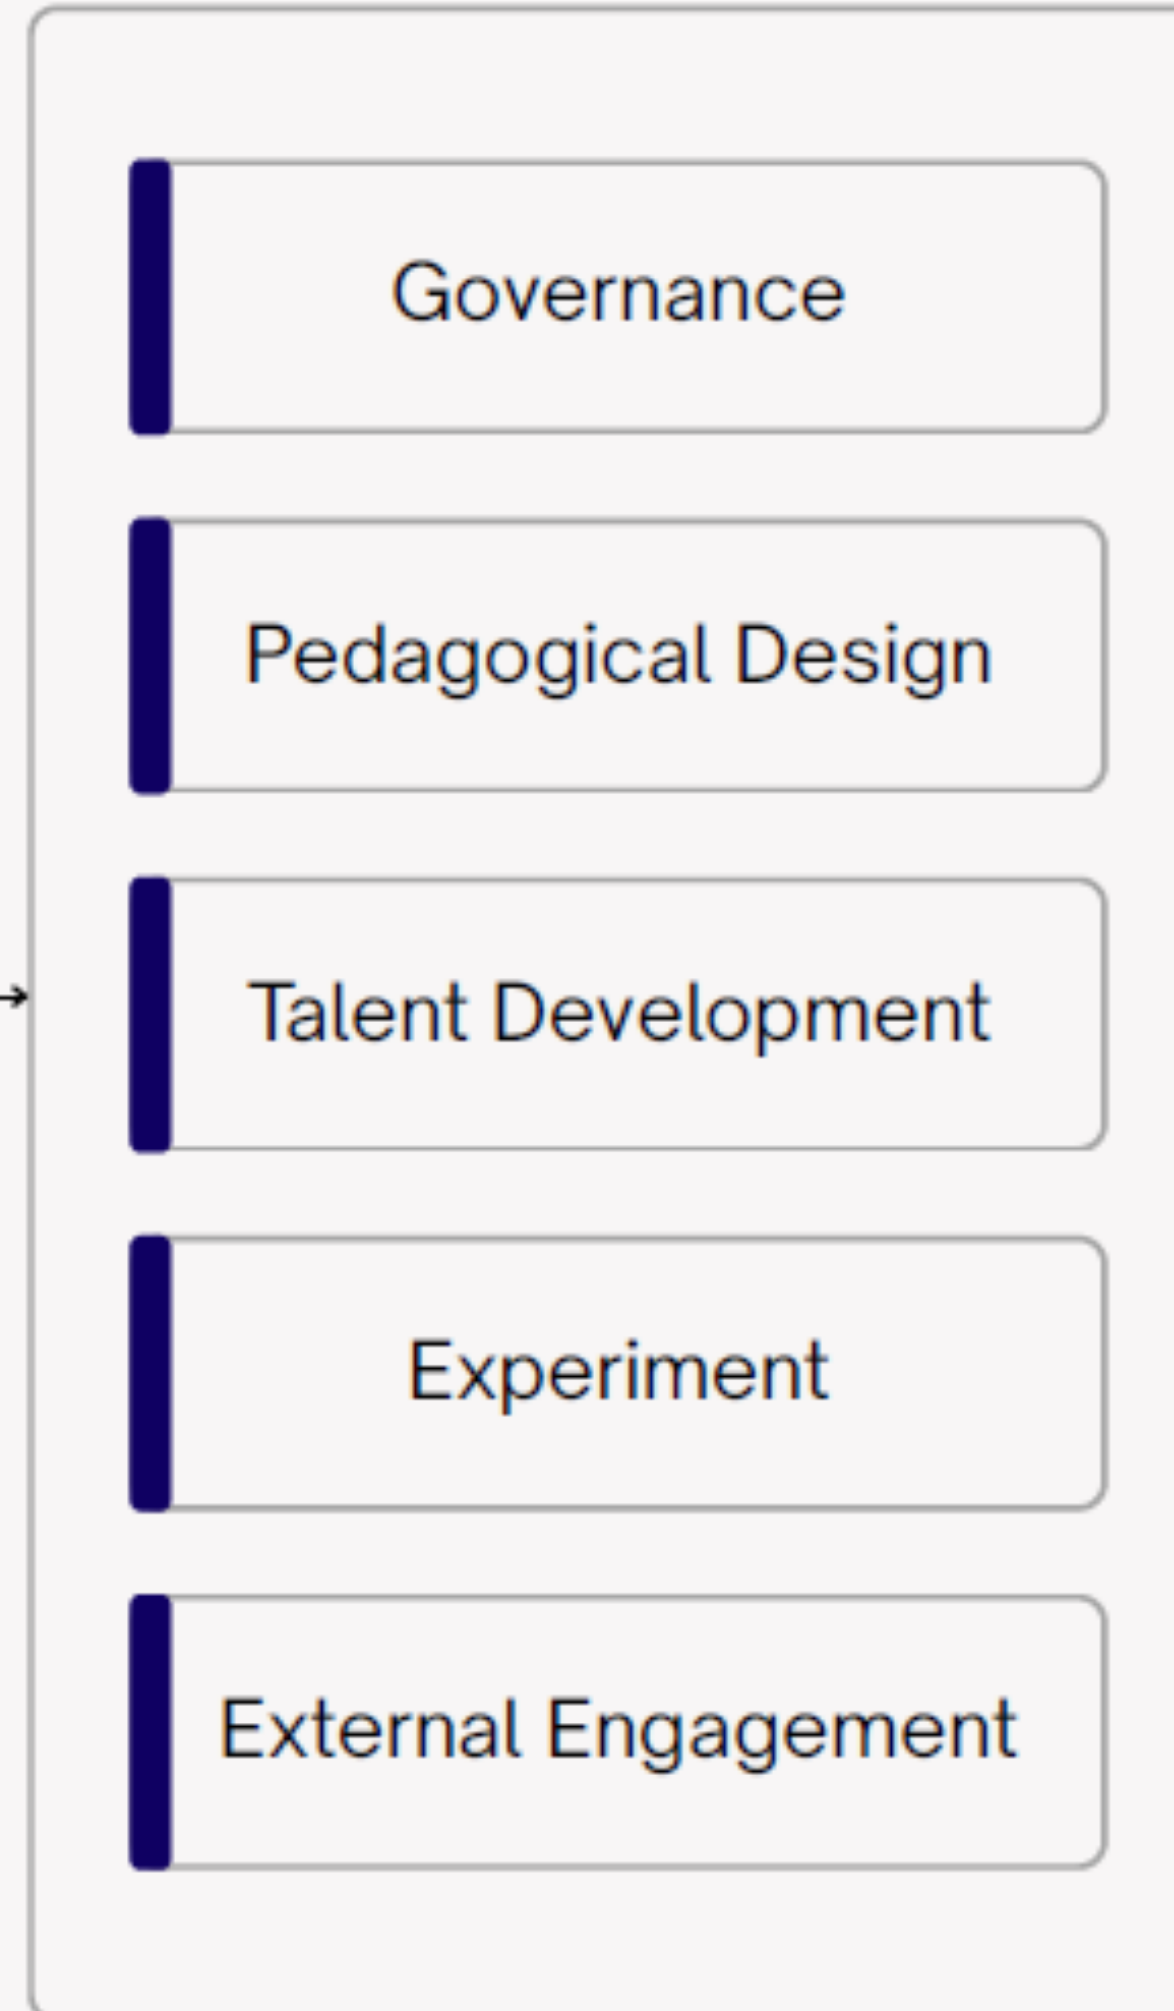 Governance
Pedagogical Design
Talent Development
Experiment
External Engagement